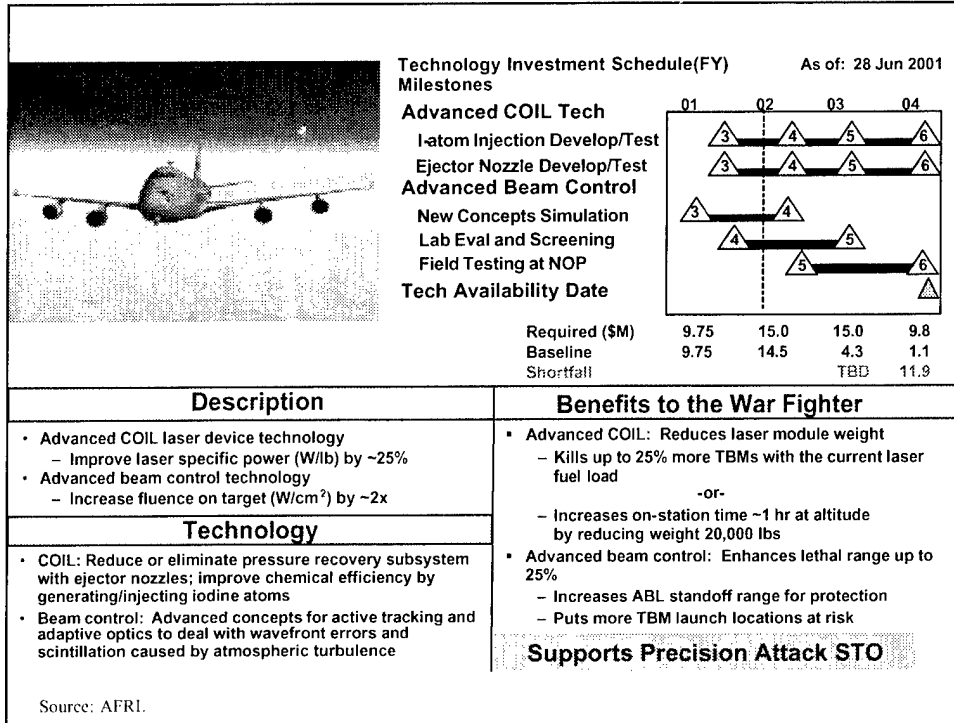 Technology Investment Schedule(FY) As of: 28 Jun 2001
Milestones
01 02 03 04
Advanced COIL Tech
I-atom Injection Develop/Test 3 4 5 6
Ejector Nozzle Develop/Test 3 4 5 6
Advanced Beam Control
New Concepts Simulation 3 4
Lab Eval and Screening 4 5
Field Testing at NOP 5 6
Tech Availability Date
Required ($M) 9.75 15.0 15.0 9.8
Baseline 9.75 14.5 4.3 1.1
Shortfall TBD 11.9
Description
· Advanced COIL laser device technology
– Improve laser specific power (W/lb) by ~25%
· Advanced beam control technology
– Increase fluence on target (W/cm²) by ~2x
Technology
· COIL: Reduce or eliminate pressure recovery subsystem
with ejector nozzles; improve chemical efficiency by
generating/injecting iodine atoms
· Beam control: Advanced concepts for active tracking and
adaptive optics to deal with wavefront errors and
scintillation caused by atmospheric turbulence
Benefits to the War Fighter
▪ Advanced COIL: Reduces laser module weight
– Kills up to 25% more TBMs with the current laser
fuel load
-or-
– Increases on-station time ~1 hr at altitude
by reducing weight 20,000 lbs
▪ Advanced beam control: Enhances lethal range up to
25%
– Increases ABL standoff range for protection
– Puts more TBM launch locations at risk
Supports Precision Attack STO
Source: AFRL